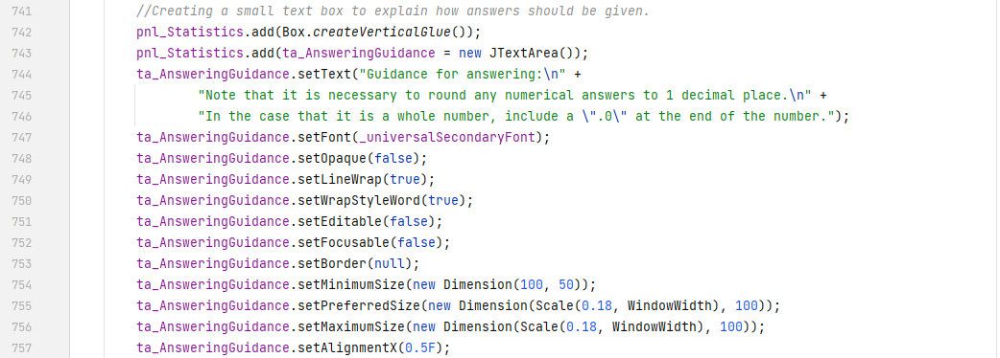 741 //Creating a small text box to explain how answers should be given.
742 pnl_Statistics.add(Box.createVerticalGlue());
743 pnl_Statistics.add(ta_AnsweringGuidance = new JTextArea());
744 ta_AnsweringGuidance.setText("Guidance for answering:\n" +
745 "Note that it is necessary to round any numerical answers to 1 decimal place.\n" +
746 "In the case that it is a whole number, include a \".0\" at the end of the number.");
747 ta_AnsweringGuidance.setFont(_universalSecondaryFont);
748 ta_AnsweringGuidance.setOpaque(false);
749 ta_AnsweringGuidance.setLineWrap(true);
750 ta_AnsweringGuidance.setWrapStyleWord(true);
751 ta_AnsweringGuidance.setEditable(false);
752 ta_AnsweringGuidance.setFocusable(false);
753 ta_AnsweringGuidance.setBorder(null);
754 ta_AnsweringGuidance.setMinimumSize(new Dimension(100, 50));
755 ta_AnsweringGuidance.setPreferredSize(new Dimension(Scale(0.18, WindowWidth), 100));
756 ta_AnsweringGuidance.setMaximumSize(new Dimension(Scale(0.18, WindowWidth), 100));
757 ta_AnsweringGuidance.setAlignmentX(0.5F);